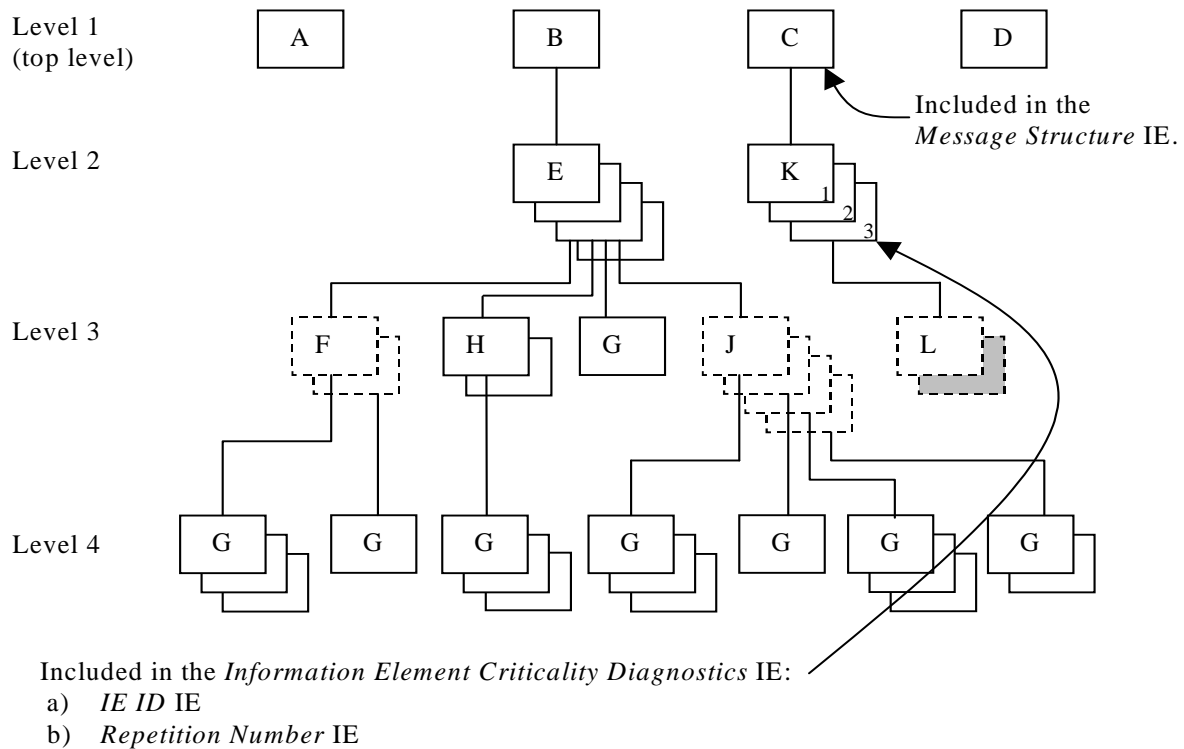 Level 1
(top level)
A
B
C
D
Included in the
Message Structure IE.
Level 2
E
K
1
2
3
Level 3
F
H
G
J
L
Level 4
G
G
G
G
G
G
G
Included in the Information Element Criticality Diagnostics IE:
a) IE ID IE
b) Repetition Number IE